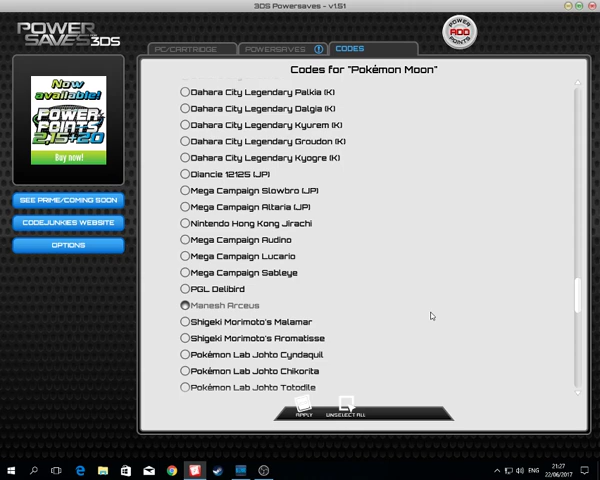 3DS Powersaves - v1.51
POWER
SAVES 3DS
PC/CARTRIDGE
POWERSAVES
CODES
POWER
ADD
POINTS
Now
available!
POWER
POINTS
2,15+20
Buy now!
SEE PRIME/COMING SOON
CODEJUNKIES WEBSITE
OPTIONS
Codes for "Pokémon Moon"
Dahara City Legendary Palkia (K)
Dahara City Legendary Dalgia (K)
Dahara City Legendary Kyurem (K)
Dahara City Legendary Groudon (K)
Dahara City Legendary Kyogre (K)
Diancie 12125 (JP)
Mega Campaign Slowbro (JP)
Mega Campaign Altaria (JP)
Nintendo Hong Kong Jirachi
Mega Campaign Audino
Mega Campaign Lucario
Mega Campaign Sableye
PGL Delibird
Manesh Arceus
Shigeki Morimoto's Malamar
Shigeki Morimoto's Aromatisse
Pokémon Lab Johto Cyndaquil
Pokémon Lab Johto Chikorita
Pokémon Lab Johto Totodile
APPLY
UNSELECT ALL
ENG
21:27
22/06/2017